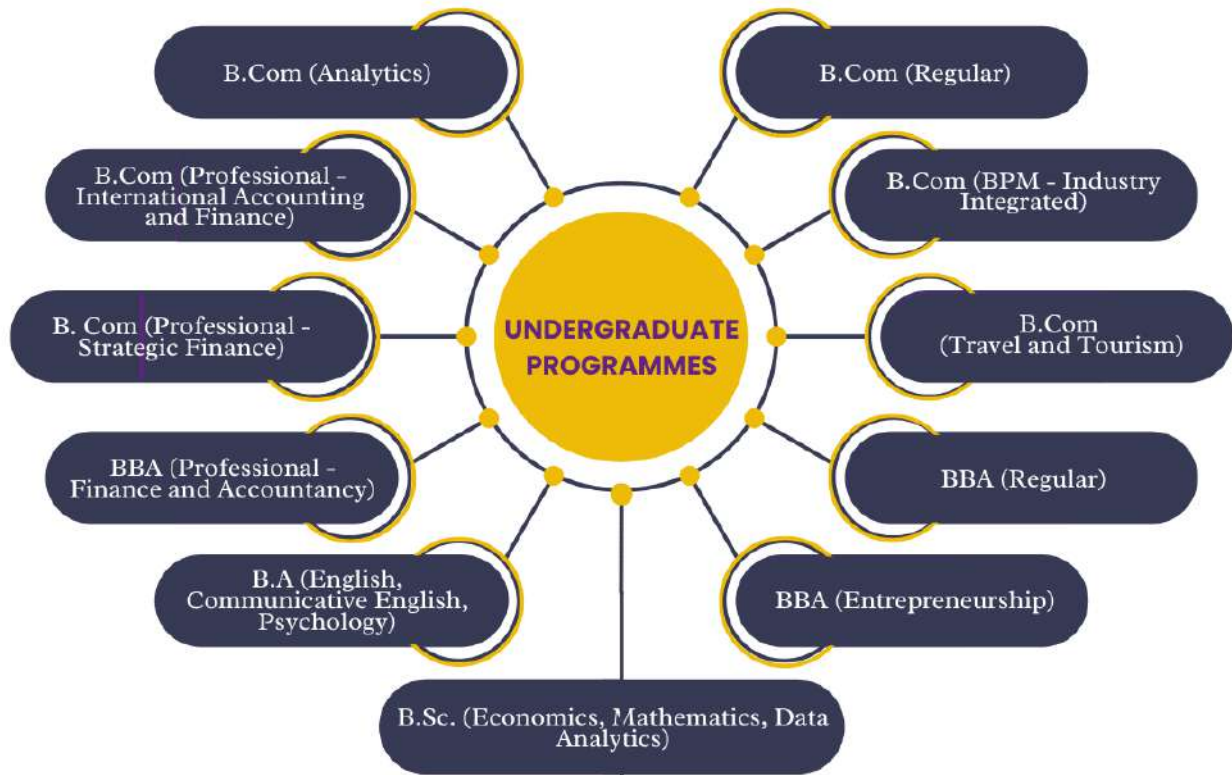 B.Com (Analytics)
B.Com (Regular)
B.Com (Professional -
International Accounting
and Finance)
B.Com (BPM - Industry
Integrated)
B. Com (Professional -
Strategic Finance)
UNDERGRADUATE
PROGRAMMES
B.Com
(Travel and Tourism)
BBA (Professional -
Finance and Accountancy)
BBA (Regular)
B.A (English,
Communicative English,
Psychology)
BBA (Entrepreneurship)
B.Sc. (Economics, Mathematics, Data
Analytics)